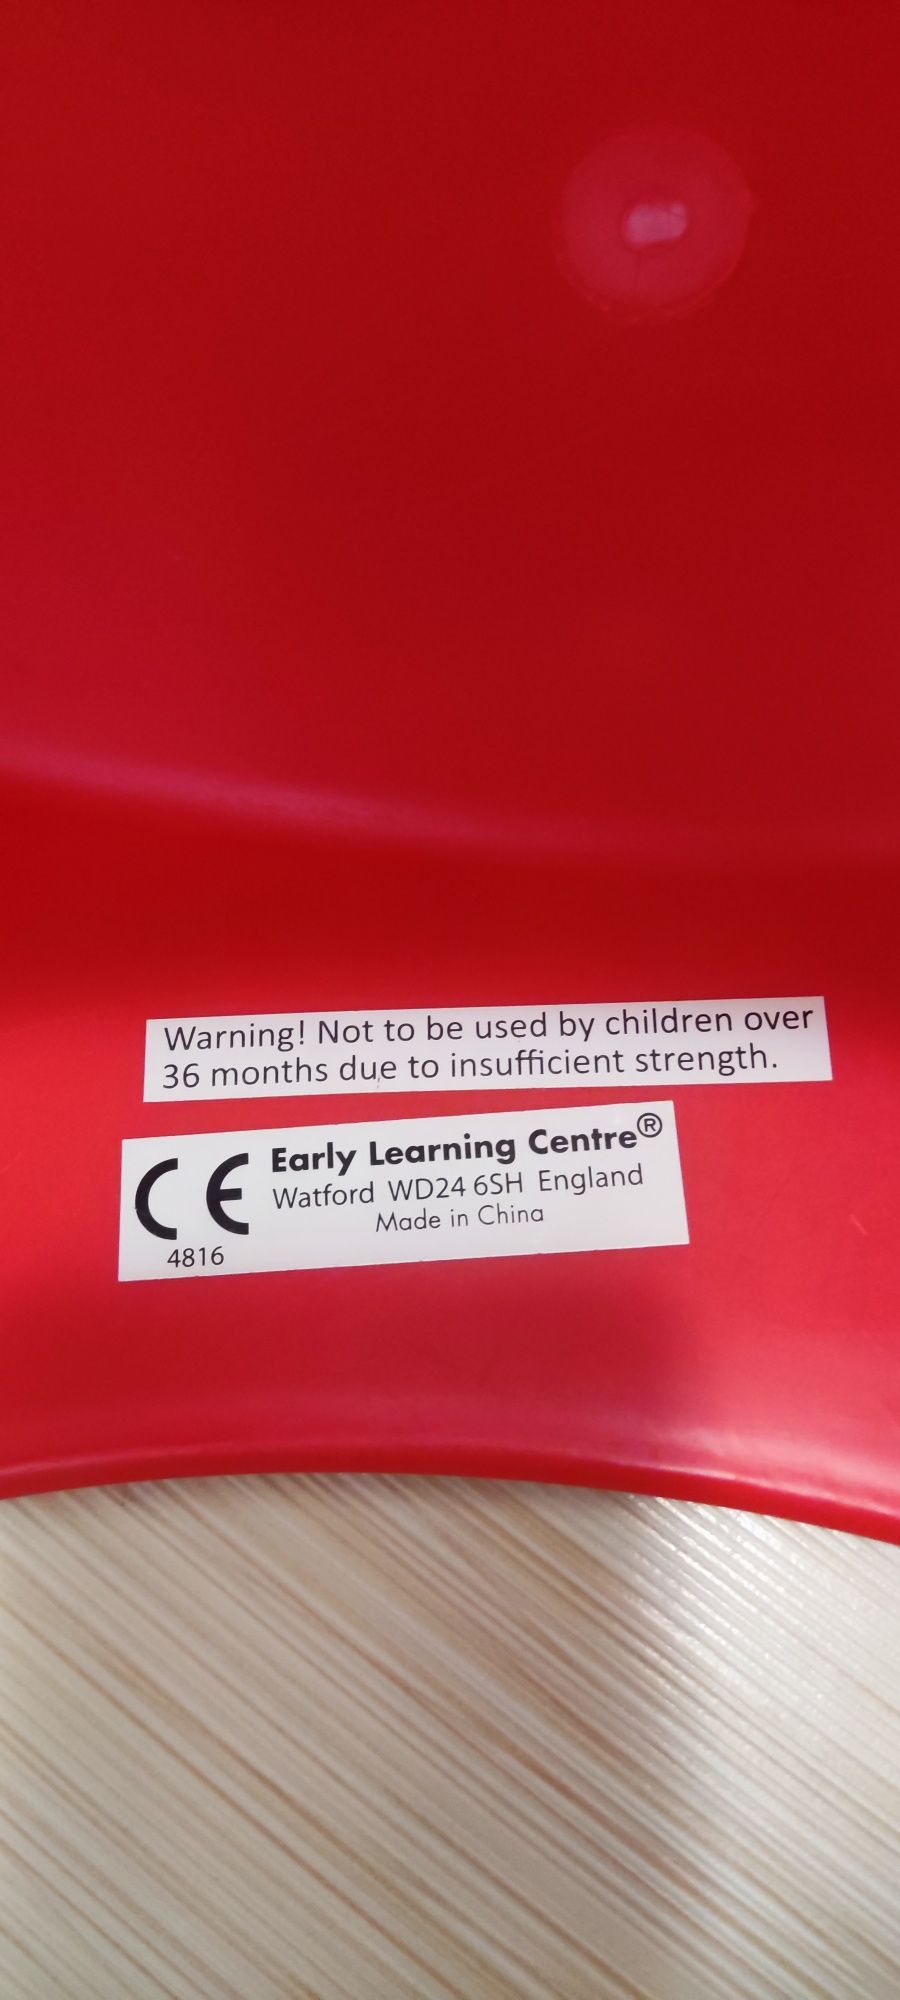 Warning! Not to be used by children over
36 months due to insufficient strength.
CE
4816
Early Learning Centre®
Watford WD24 6SH England
Made in China